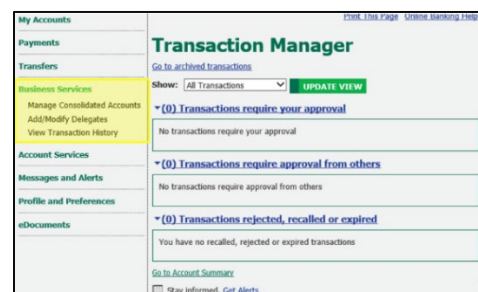 My Accounts
Payments
Transfers
Business Services
Manage Consolidated Accounts
Add/Modify Delegates
View Transaction History
Account Services
Messages and Alerts
Profile and Preferences
eDocuments
Print This Page Online Banking Help
Transaction Manager
Go to archived transactions
Show: All Transactions UPDATE VIEW
(0) Transactions require your approval
No transactions require your approval
(0) Transactions require approval from others
No transactions require approval from others
(0) Transactions rejected, recalled or expired
You have no recalled, rejected or expired transactions
Go to Account Summary
Stay informed. Get Alerts